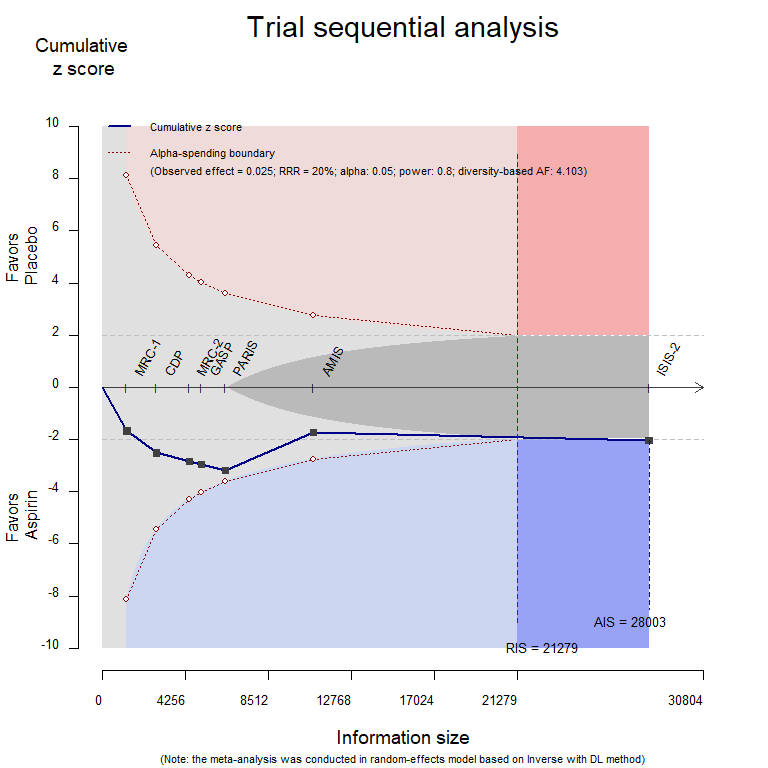 Trial sequential analysis
Cumulative
z score
10
8
6
4
2
0
-2
-4
-6
-8
-10
Favors
Placebo
Favors
Aspirin
Cumulative z score
Alpha-spending boundary
(Observed effect = 0.025; RRR = 20%; alpha: 0.05; power: 0.8; diversity-based AF: 4.103)
MRC-1
CDP
MRC-2
GASP
PARIS
AMIS
ISIS-2
AIS = 28003
RIS = 21279
0
4256
8512
12768
17024
21279
30804
Information size
(Note: the meta-analysis was conducted in random-effects model based on Inverse with DL method)